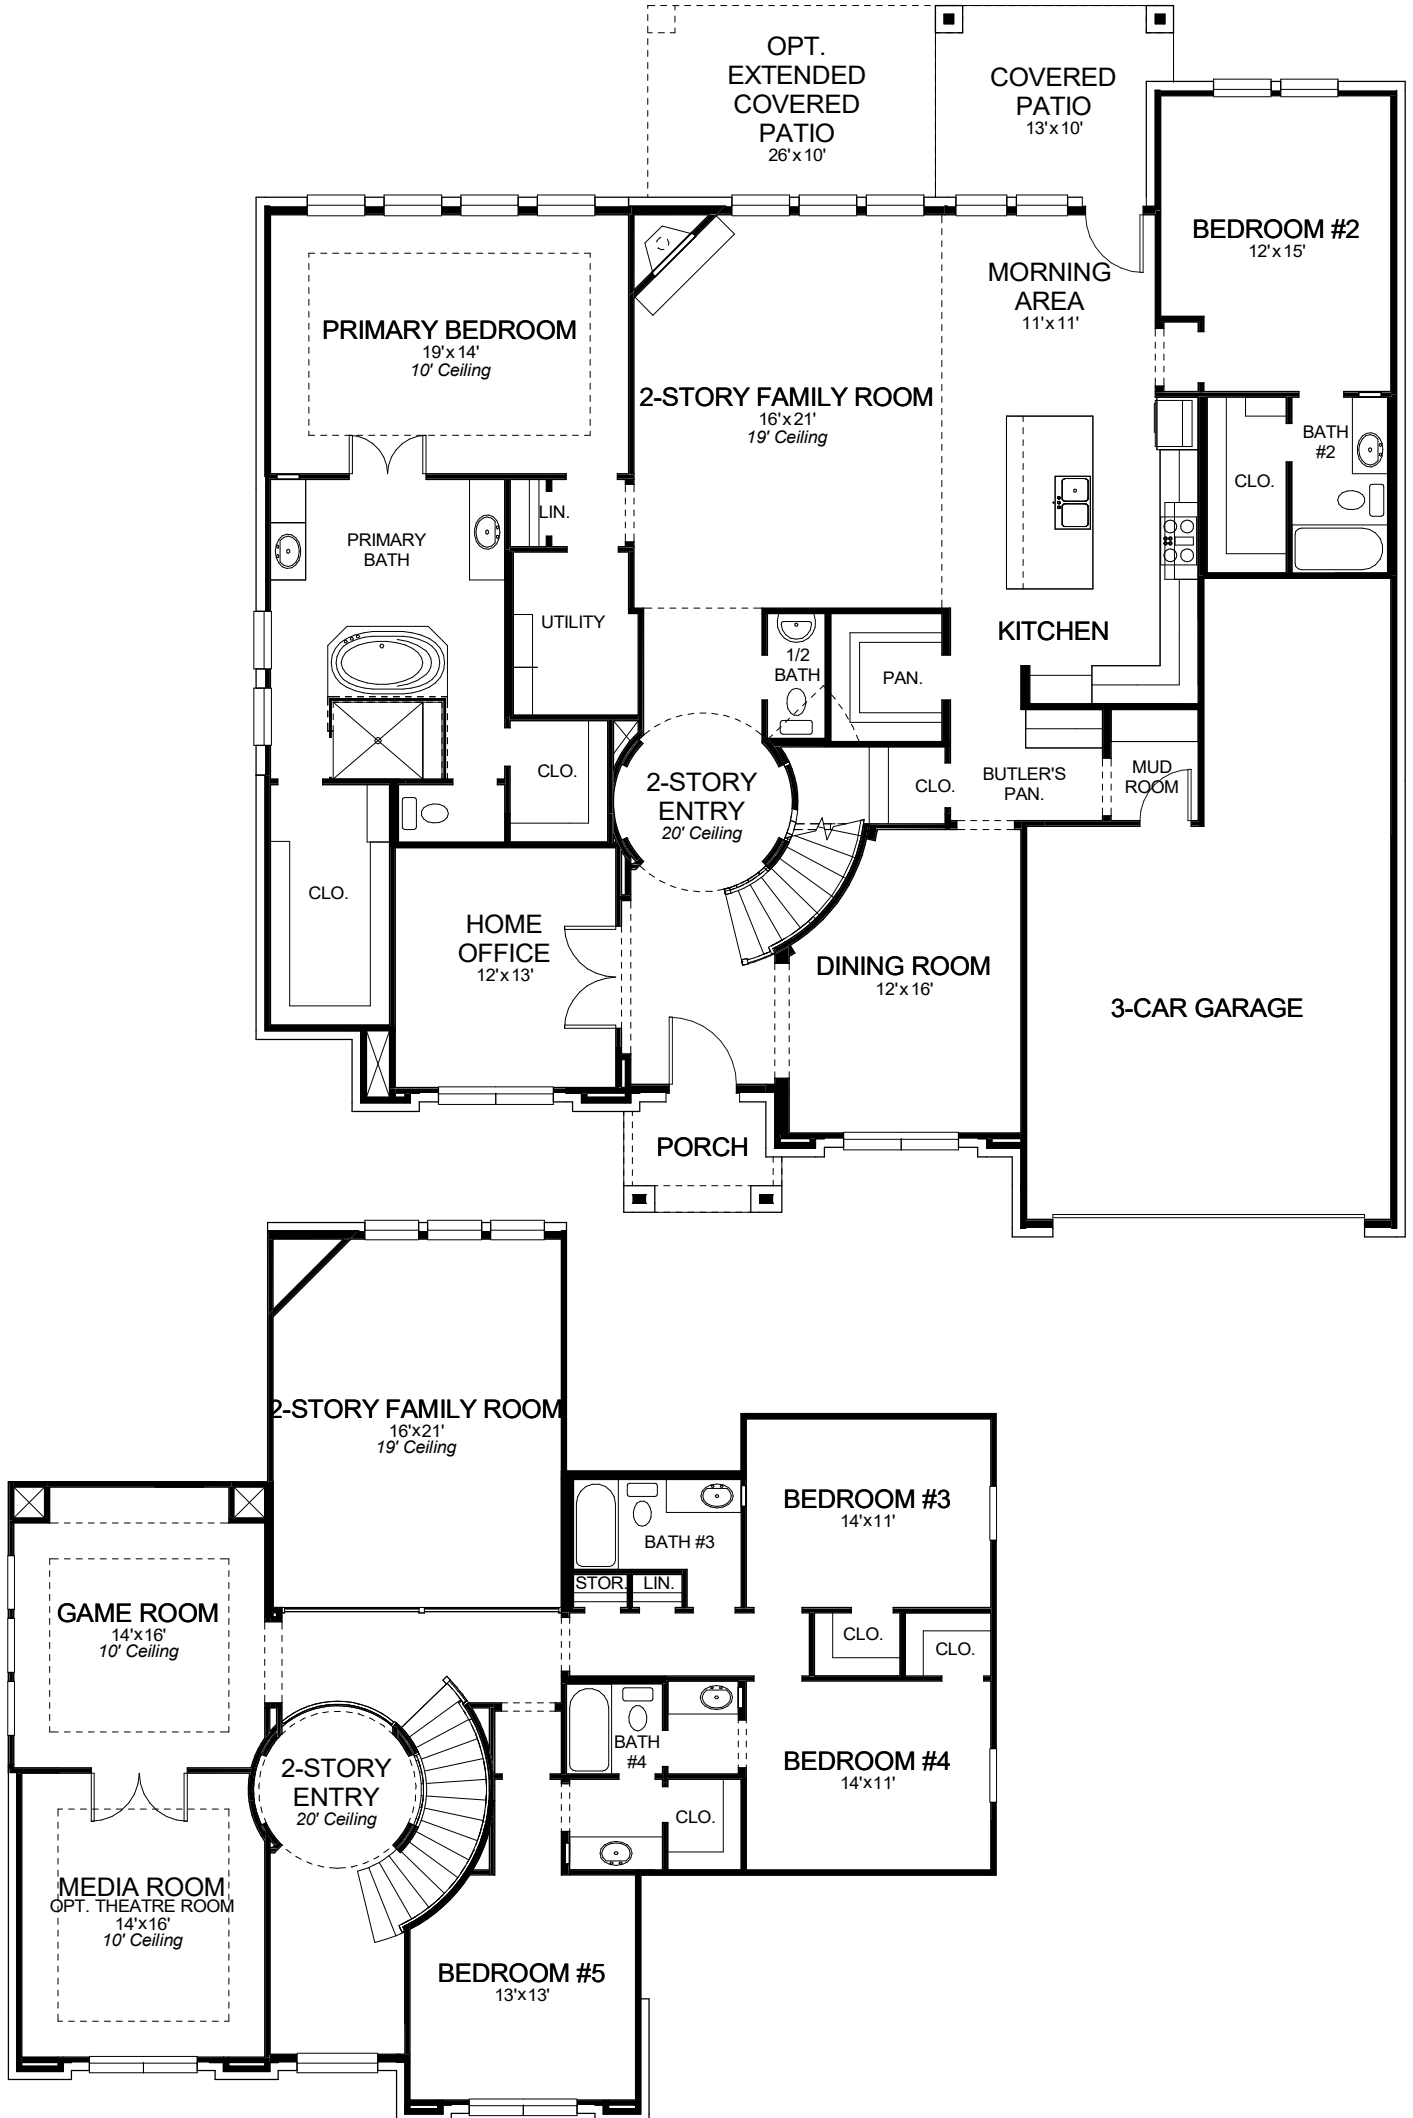 OPT.
EXTENDED
COVERED
PATIO
26'x10'
COVERED
PATIO
13'x10'
BEDROOM #2
12'x15'
MORNING
AREA
11'x11'
PRIMARY BEDROOM
19'x14'
10' Ceiling
2-STORY FAMILY ROOM
16'x21'
19' Ceiling
BATH
#2
CLO.
LIN.
PRIMARY
BATH
UTILITY
KITCHEN
1/2
BATH
PAN.
CLO.
2-STORY
ENTRY
20' Ceiling
CLO.
BUTLER'S
PAN.
MUD
ROOM
CLO.
HOME
OFFICE
12'x13'
DINING ROOM
12'x16'
3-CAR GARAGE
PORCH
2-STORY FAMILY ROOM
16'x21'
19' Ceiling
BEDROOM #3
14'x11'
BATH #3
STOR.
LIN.
GAME ROOM
14'x16'
10' Ceiling
CLO.
CLO.
BATH
#4
BEDROOM #4
14'x11'
2-STORY
ENTRY
20' Ceiling
CLO.
MEDIA ROOM
OPT. THEATRE ROOM
14'x16'
10' Ceiling
BEDROOM #5
13'x13'